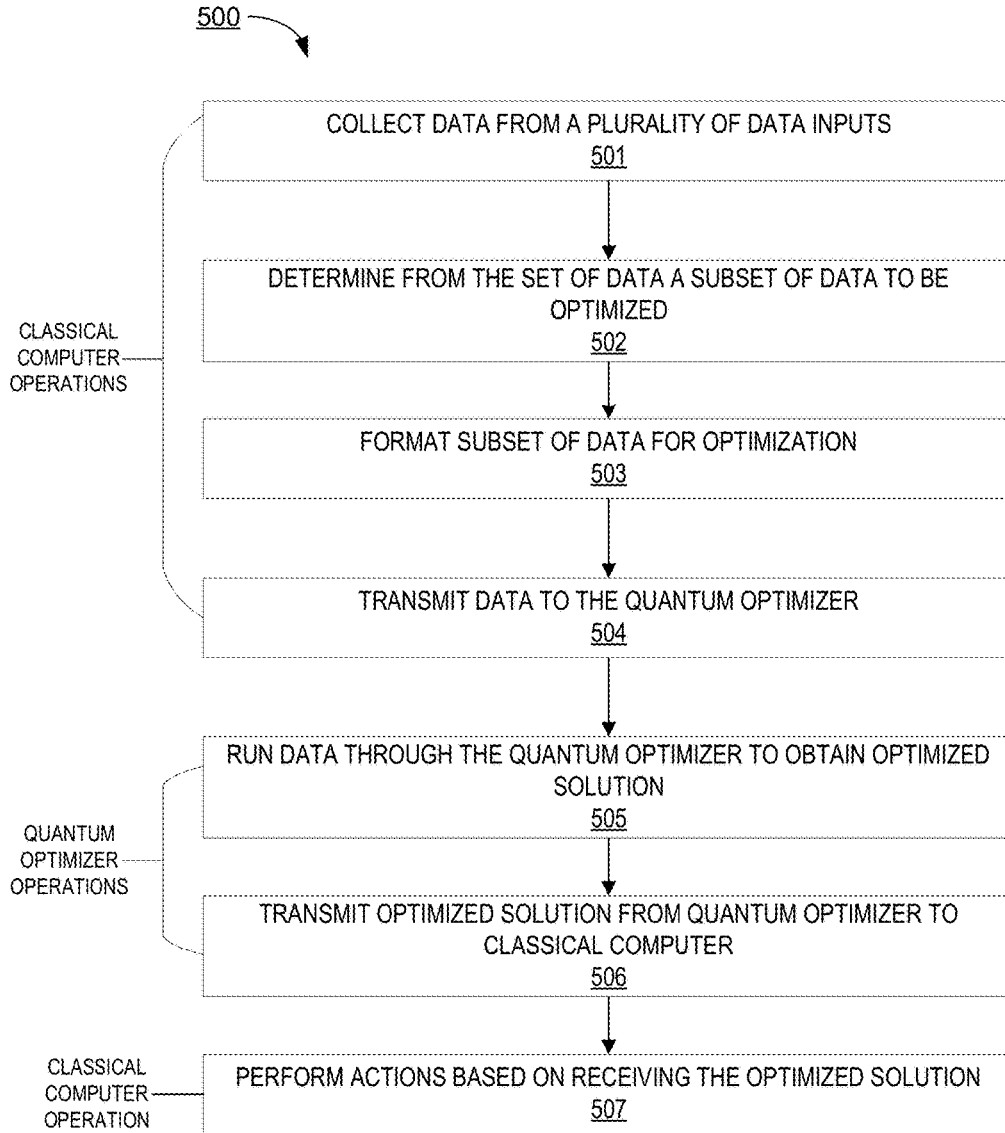 500
COLLECT DATA FROM A PLURALITY OF DATA INPUTS
501
DETERMINE FROM THE SET OF DATA A SUBSET OF DATA TO BE
OPTIMIZED
502
CLASSICAL
COMPUTER
OPERATIONS
FORMAT SUBSET OF DATA FOR OPTIMIZATION
503
TRANSMIT DATA TO THE QUANTUM OPTIMIZER
504
RUN DATA THROUGH THE QUANTUM OPTIMIZER TO OBTAIN OPTIMIZED
SOLUTION
505
QUANTUM
OPTIMIZER
OPERATIONS
TRANSMIT OPTIMIZED SOLUTION FROM QUANTUM OPTIMIZER TO
CLASSICAL COMPUTER
506
CLASSICAL
COMPUTER
OPERATION
PERFORM ACTIONS BASED ON RECEIVING THE OPTIMIZED SOLUTION
507